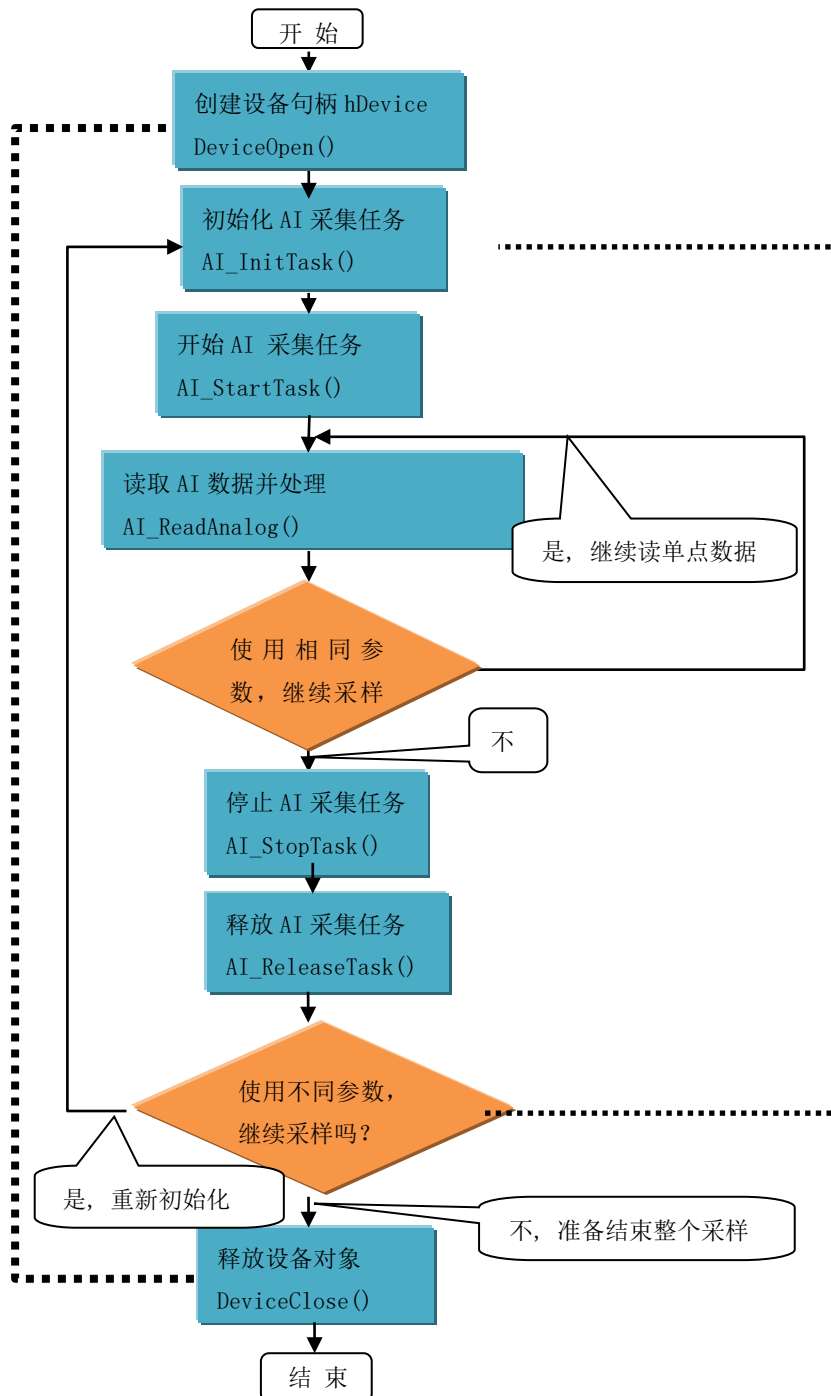 开 始
创建设备句柄 hDevice
DeviceOpen()
初始化 AI 采集任务
AI_InitTask()
开始 AI 采集任务
AI_StartTask()
读取 AI 数据并处理
AI_ReadAnalog()
是, 继续读单点数据
使 用 相 同 参
数，继续采样
不
停止 AI 采集任务
AI_StopTask()
释放 AI 采集任务
AI_ReleaseTask()
使用不同参数，
继续采样吗?
是, 重新初始化
不, 准备结束整个采样
释放设备对象
DeviceClose()
结 束